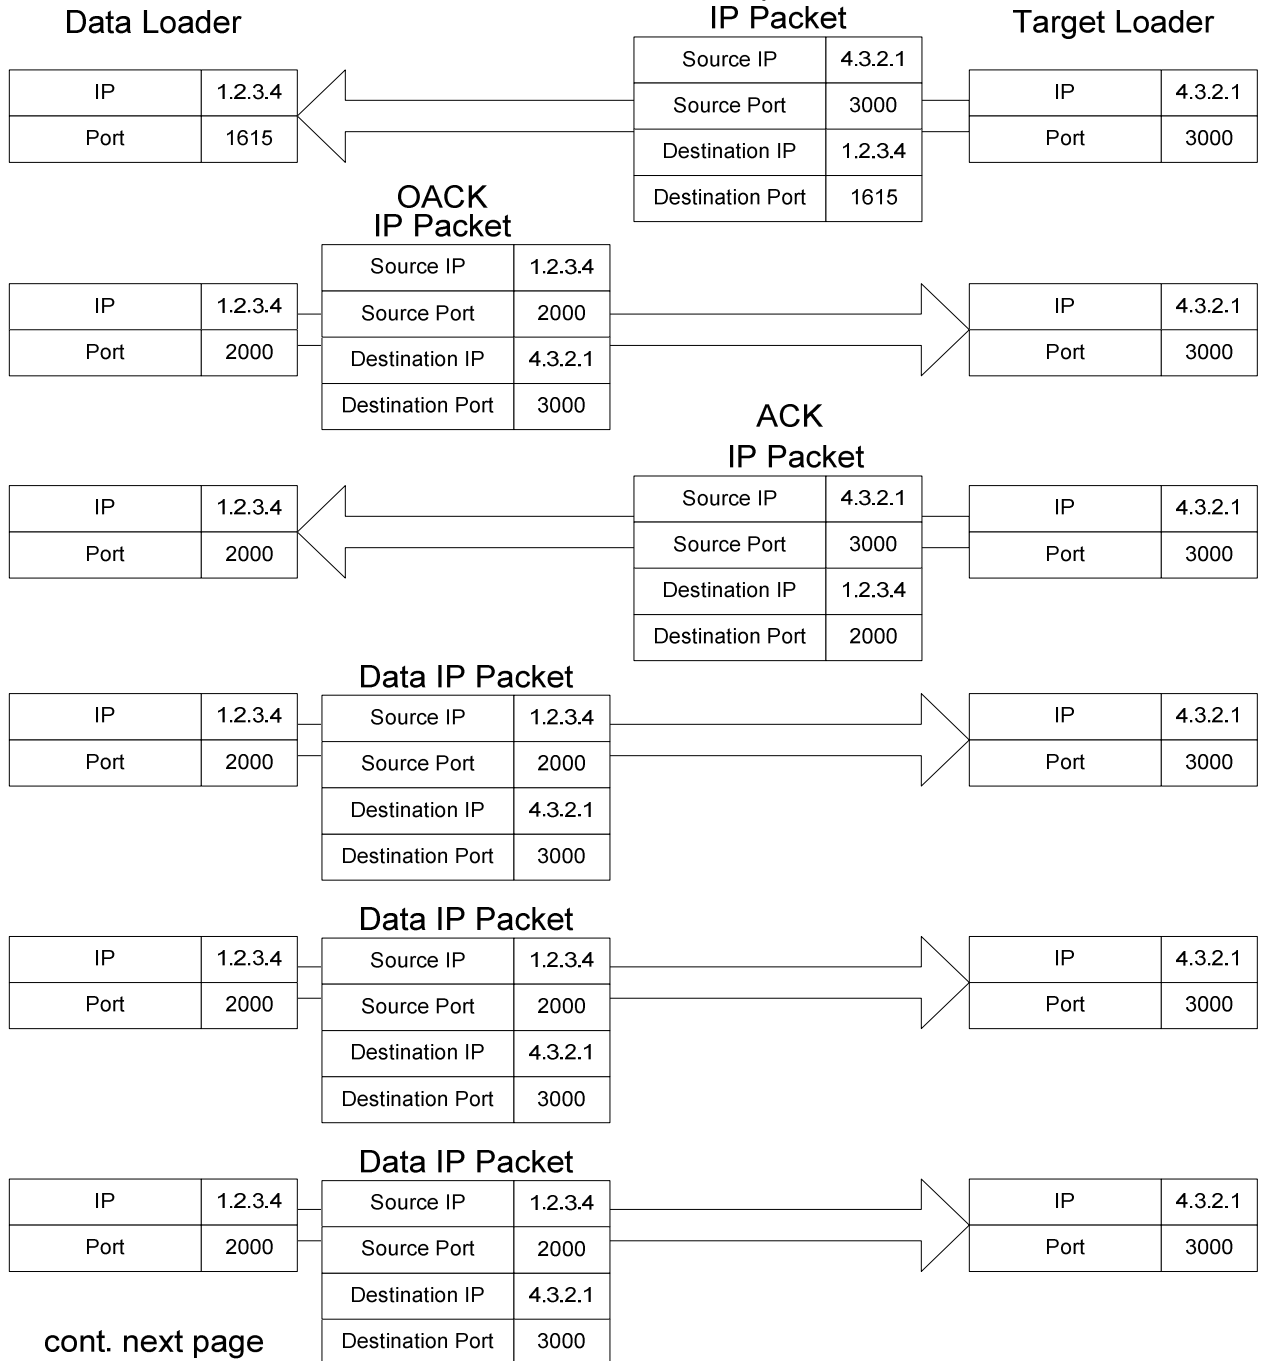 Data Loader
IP Packet
Target Loader
IP 1.2.3.4
Port 1615
Source IP 4.3.2.1
Source Port 3000
Destination IP 1.2.3.4
Destination Port 1615
IP 4.3.2.1
Port 3000
OACK
IP Packet
IP 1.2.3.4
Port 2000
Source IP 1.2.3.4
Source Port 2000
Destination IP 4.3.2.1
Destination Port 3000
IP 4.3.2.1
Port 3000
ACK
IP Packet
IP 1.2.3.4
Port 2000
Source IP 4.3.2.1
Source Port 3000
Destination IP 1.2.3.4
Destination Port 2000
IP 4.3.2.1
Port 3000
Data IP Packet
IP 1.2.3.4
Port 2000
Source IP 1.2.3.4
Source Port 2000
Destination IP 4.3.2.1
Destination Port 3000
IP 4.3.2.1
Port 3000
Data IP Packet
IP 1.2.3.4
Port 2000
Source IP 1.2.3.4
Source Port 2000
Destination IP 4.3.2.1
Destination Port 3000
IP 4.3.2.1
Port 3000
Data IP Packet
IP 1.2.3.4
Port 2000
Source IP 1.2.3.4
Source Port 2000
Destination IP 4.3.2.1
Destination Port 3000
IP 4.3.2.1
Port 3000
cont. next page